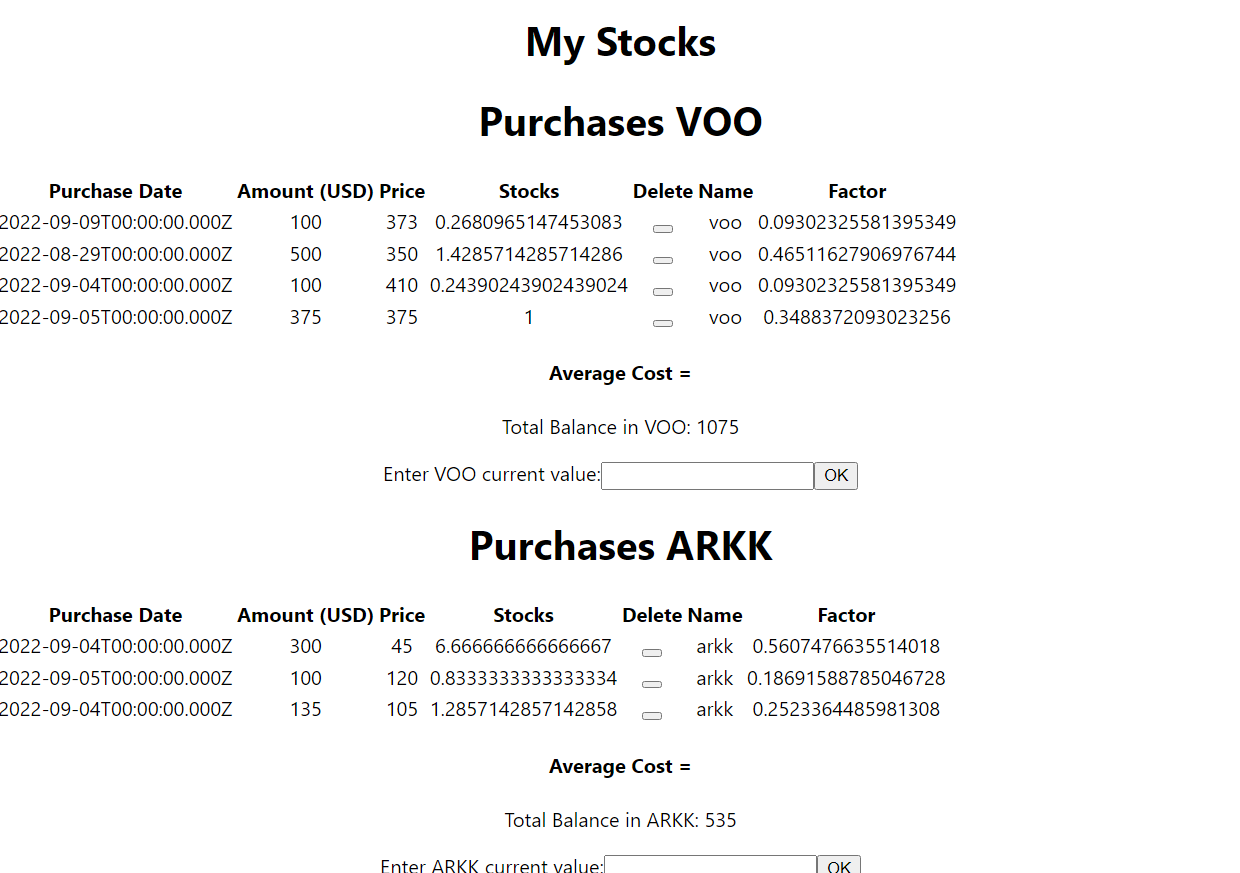 My Stocks
Purchases VOO
Purchase Date Amount (USD) Price Stocks Delete Name Factor
2022-09-09T00:00:00.000Z 100 373 0.2680965147453083 voo 0.09302325581395349
2022-08-29T00:00:00.000Z 500 350 1.4285714285714286 voo 0.46511627906976744
2022-09-04T00:00:00.000Z 100 410 0.24390243902439024 voo 0.09302325581395349
2022-09-05T00:00:00.000Z 375 375 1 voo 0.3488372093023256
Average Cost =
Total Balance in VOO: 1075
Enter VOO current value: OK
Purchases ARKK
Purchase Date Amount (USD) Price Stocks Delete Name Factor
2022-09-04T00:00:00.000Z 300 45 6.666666666666667 arkk 0.5607476635514018
2022-09-05T00:00:00.000Z 100 120 0.8333333333333334 arkk 0.18691588785046728
2022-09-04T00:00:00.000Z 135 105 1.2857142857142858 arkk 0.2523364485981308
Average Cost =
Total Balance in ARKK: 535
Enter ARKK current value: OK